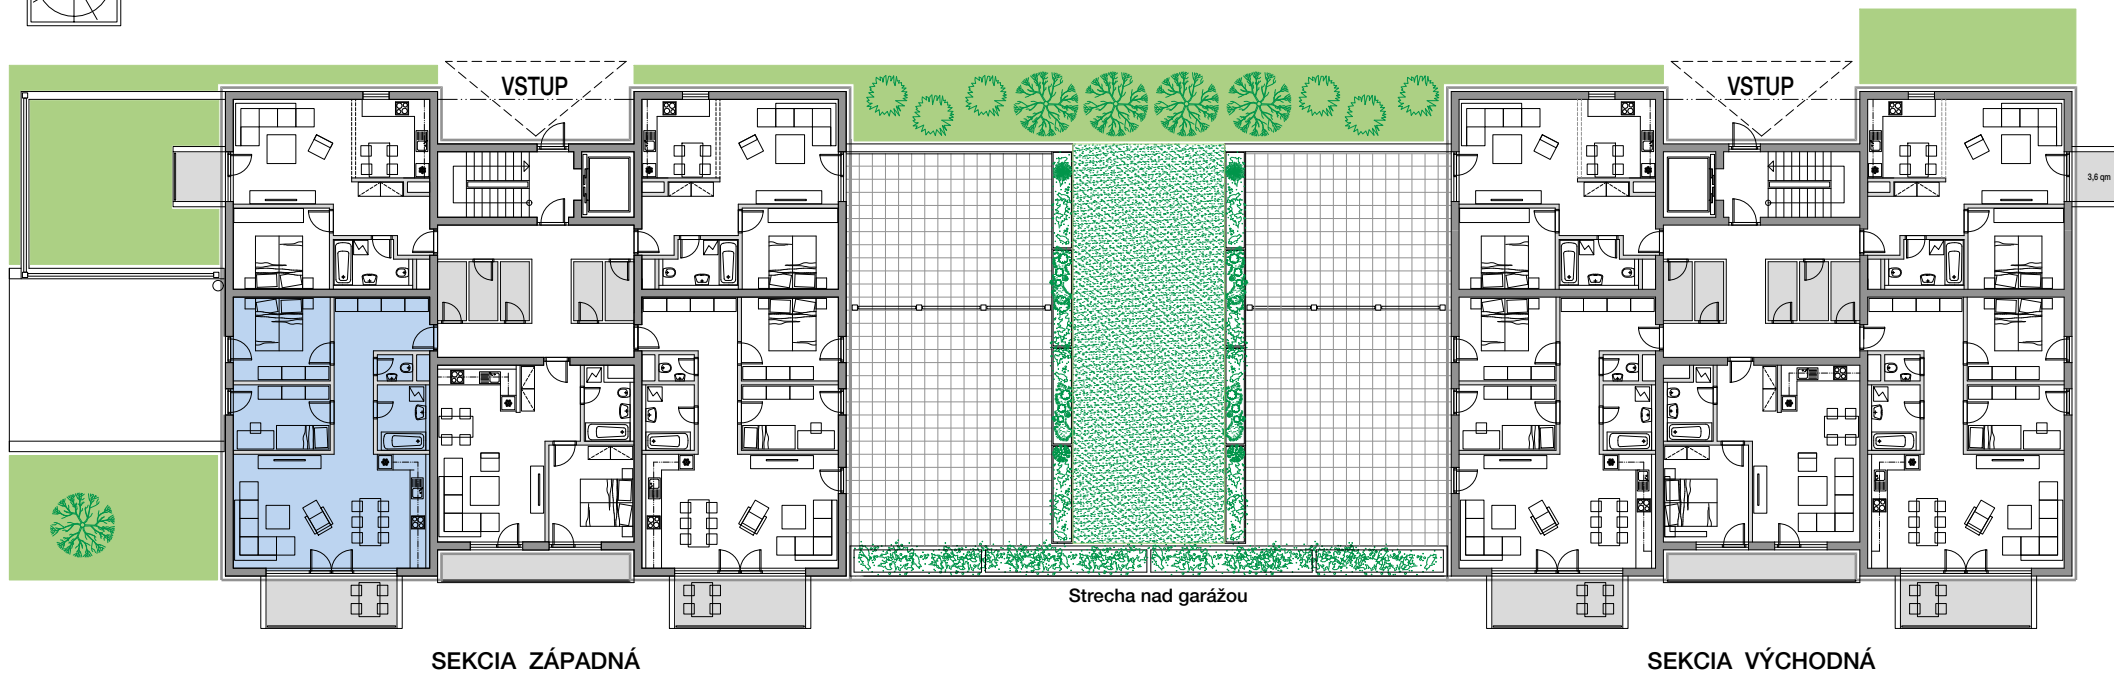 VSTUP
VSTUP
3,6 qm
Strecha nad garážou
SEKCIA ZÁPADNÁ
SEKCIA VÝCHODNÁ